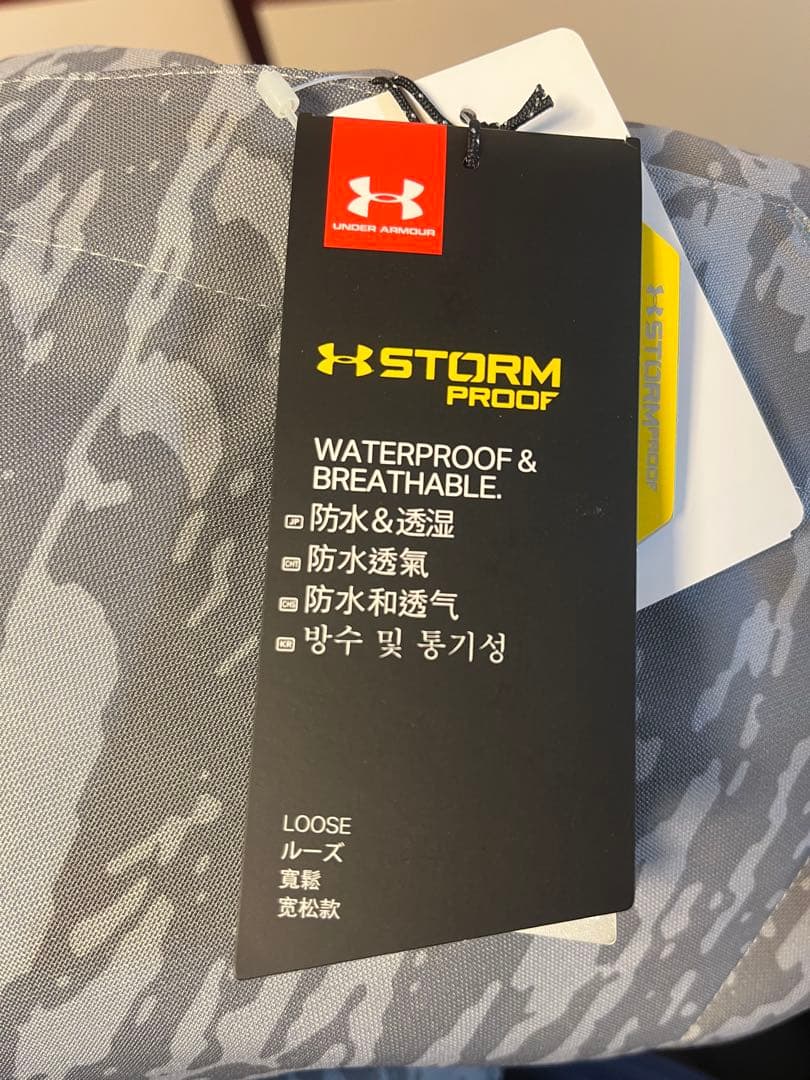 UNDER ARMOUR
STORM
PROOF
STORMPROOF
WATERPROOF &
BREATHABLE.
JP 防水&透湿
CHT 防水透氣
CHS 防水和透气
KR 방수 및 통기성
LOOSE
ルーズ
寬鬆
宽松款